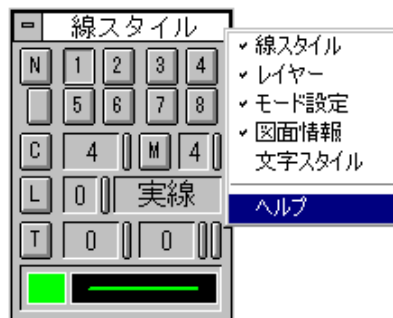 線スタイル
N 1 2 3 4
5 6 7 8
C 4 M 4
L 0 実線
T 0 0
線スタイル
レイヤー
モード設定
図面情報
文字スタイル
ヘルプ